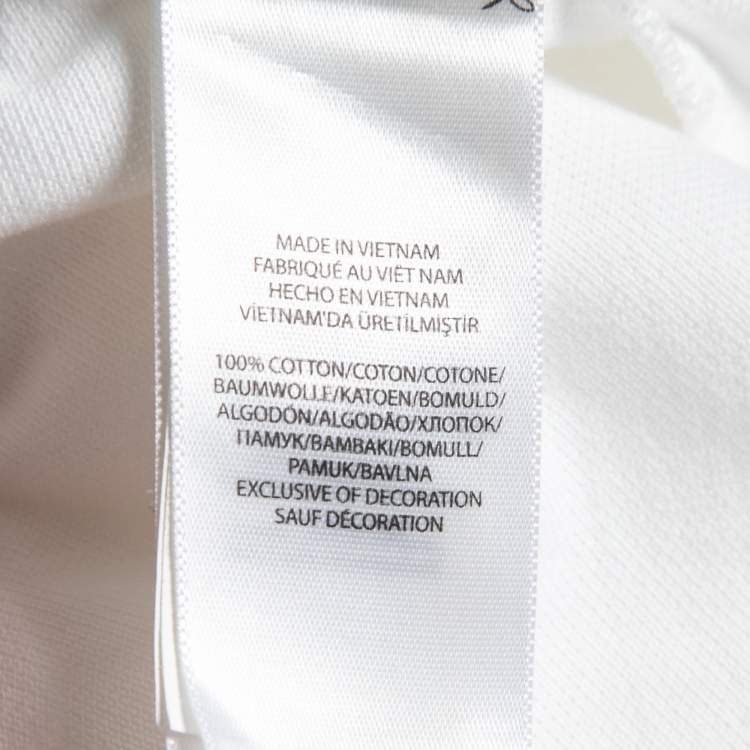 MADE IN VIETNAM
FABRIQUÉ AU VIÊT NAM
HECHO EN VIETNAM
VİETNAM'DA ÜRETİLMİŞTİR
100% COTTON/COTON/COTONE/
BAUMWOLLE/KATOEN/BOMULD/
ALGODÓN/ALGODÃO/ХЛОПОК/
ПАМУК/BAMBAKI/BOMULL/
PAMUK/BAVLNA
EXCLUSIVE OF DECORATION
SAUF DÉCORATION